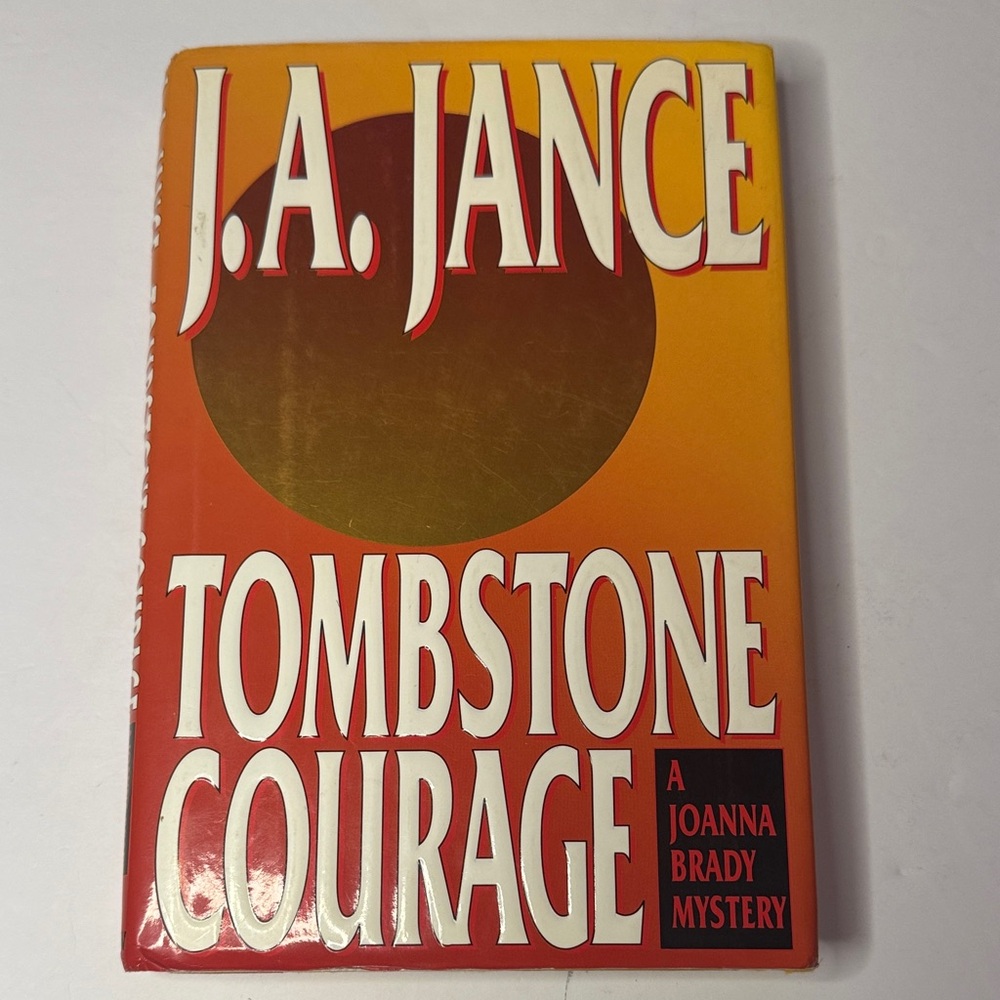 J.A. JANCE
TOMBSTONE
COURAGE
A
JOANNA
BRADY
MYSTERY